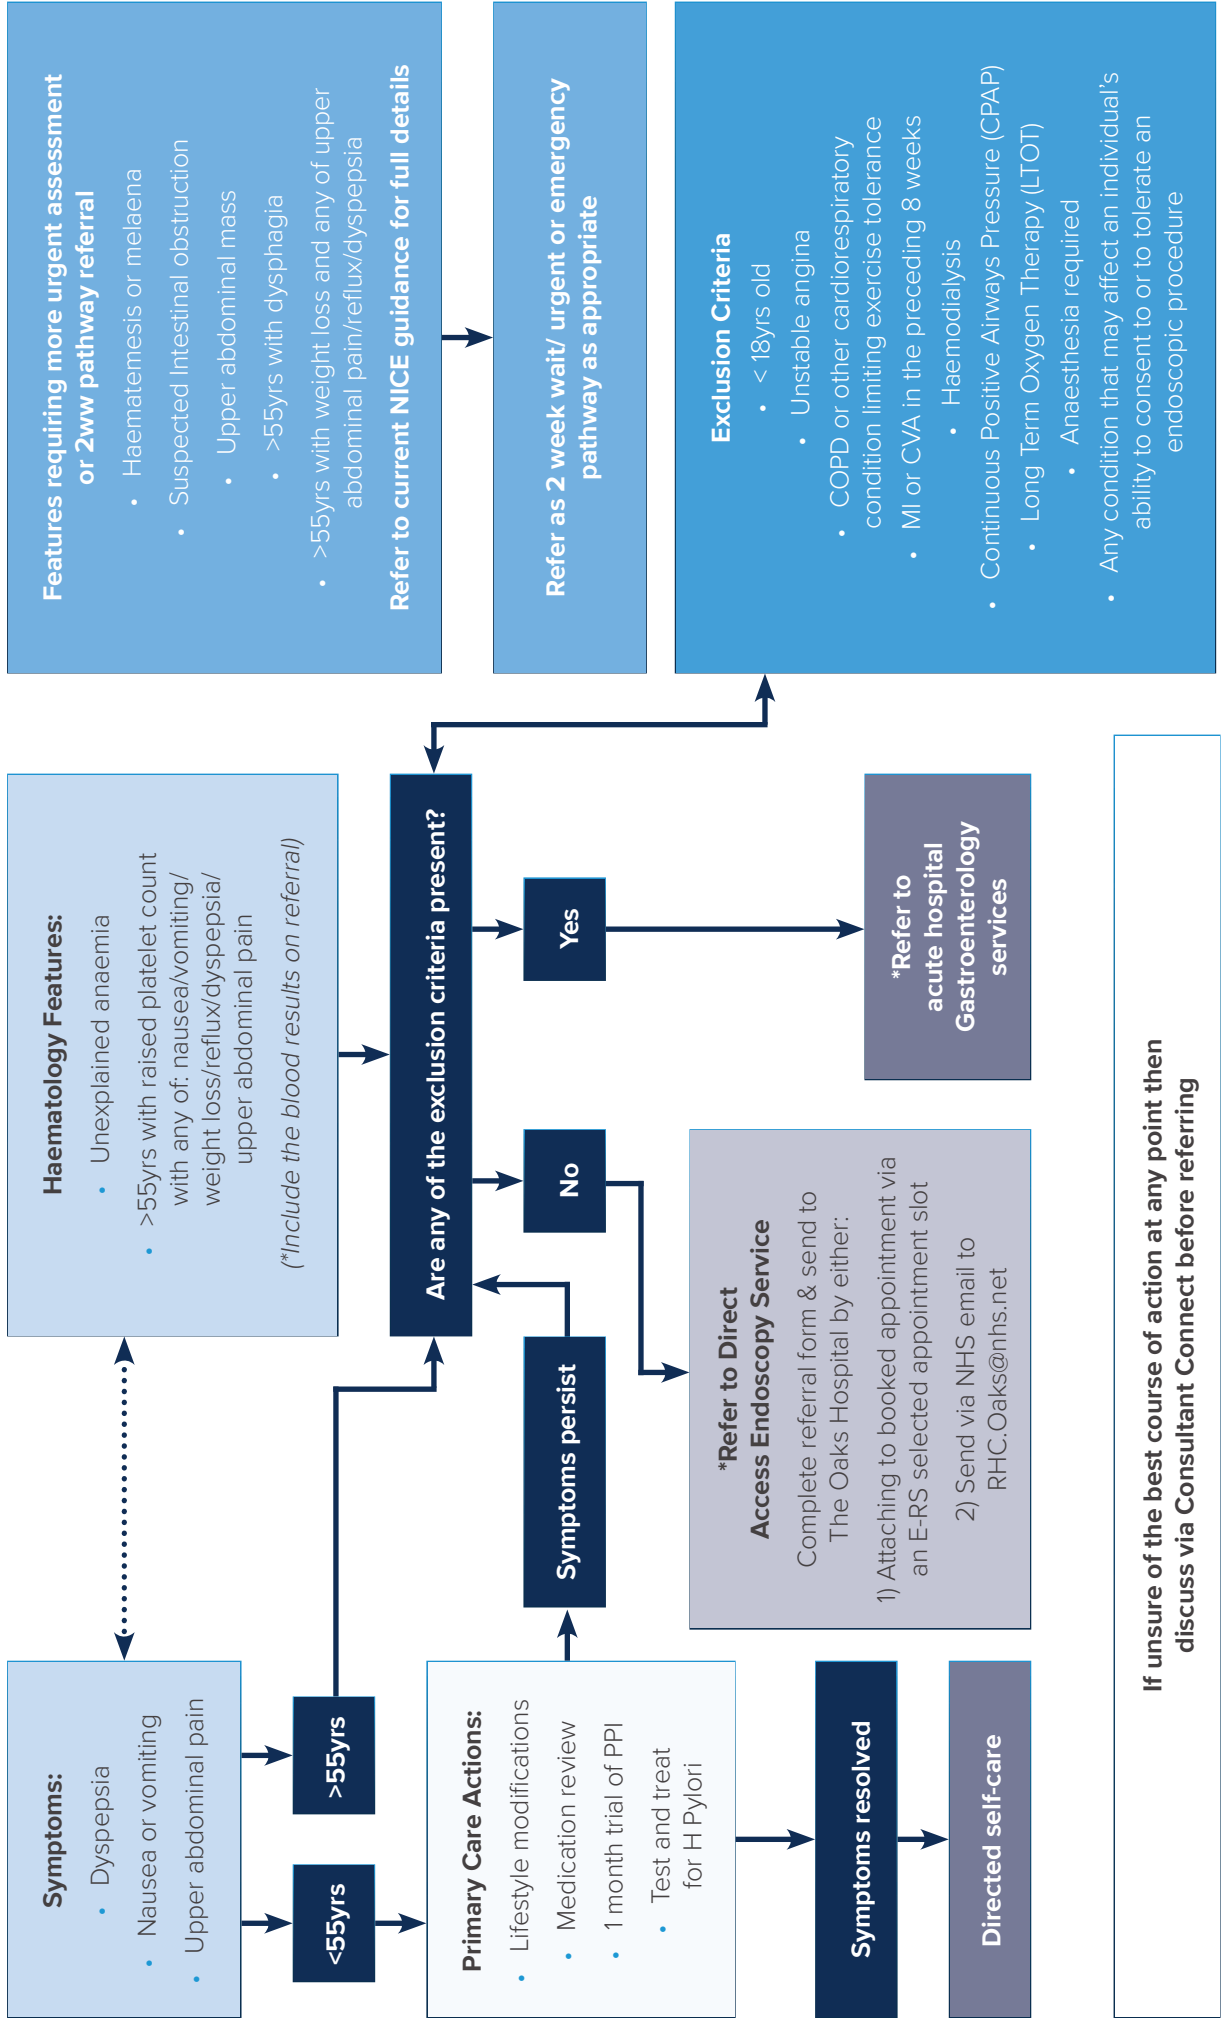 Symptoms:
• Dyspepsia
• Nausea or vomiting
• Upper abdominal pain
<55yrs
>55yrs
Primary Care Actions:
• Lifestyle modifications
• Medication review
• 1 month trial of PPI
• Test and treat
for H Pylori
Symptoms resolved
Directed self-care
Symptoms persist
Haematology Features:
• Unexplained anaemia
• >55yrs with raised platelet count
with any of: nausea/vomiting/
weight loss/reflux/dyspepsia/
upper abdominal pain
(*Include the blood results on referral)
Are any of the exclusion criteria present?
No
Yes
*Refer to Direct
Access Endoscopy Service
Complete referral form & send to
The Oaks Hospital by either:
1) Attaching to booked appointment via
an E-RS selected appointment slot
2) Send via NHS email to
RHC.Oaks@nhs.net
*Refer to
acute hospital
Gastroenterology
services
Features requiring more urgent assessment
or 2ww pathway referral
• Haematemesis or melaena
• Suspected Intestinal obstruction
• Upper abdominal mass
• >55yrs with dysphagia
• >55yrs with weight loss and any of upper
abdominal pain/reflux/dyspepsia
Refer to current NICE guidance for full details
Refer as 2 week wait/ urgent or emergency
pathway as appropriate
Exclusion Criteria
• < 18yrs old
• Unstable angina
• COPD or other cardiorespiratory
condition limiting exercise tolerance
• MI or CVA in the preceding 8 weeks
• Haemodialysis
• Continuous Positive Airways Pressure (CPAP)
• Long Term Oxygen Therapy (LTOT)
• Anaesthesia required
• Any condition that may affect an individual's
ability to consent to or to tolerate an
endoscopic procedure
If unsure of the best course of action at any point then
discuss via Consultant Connect before referring